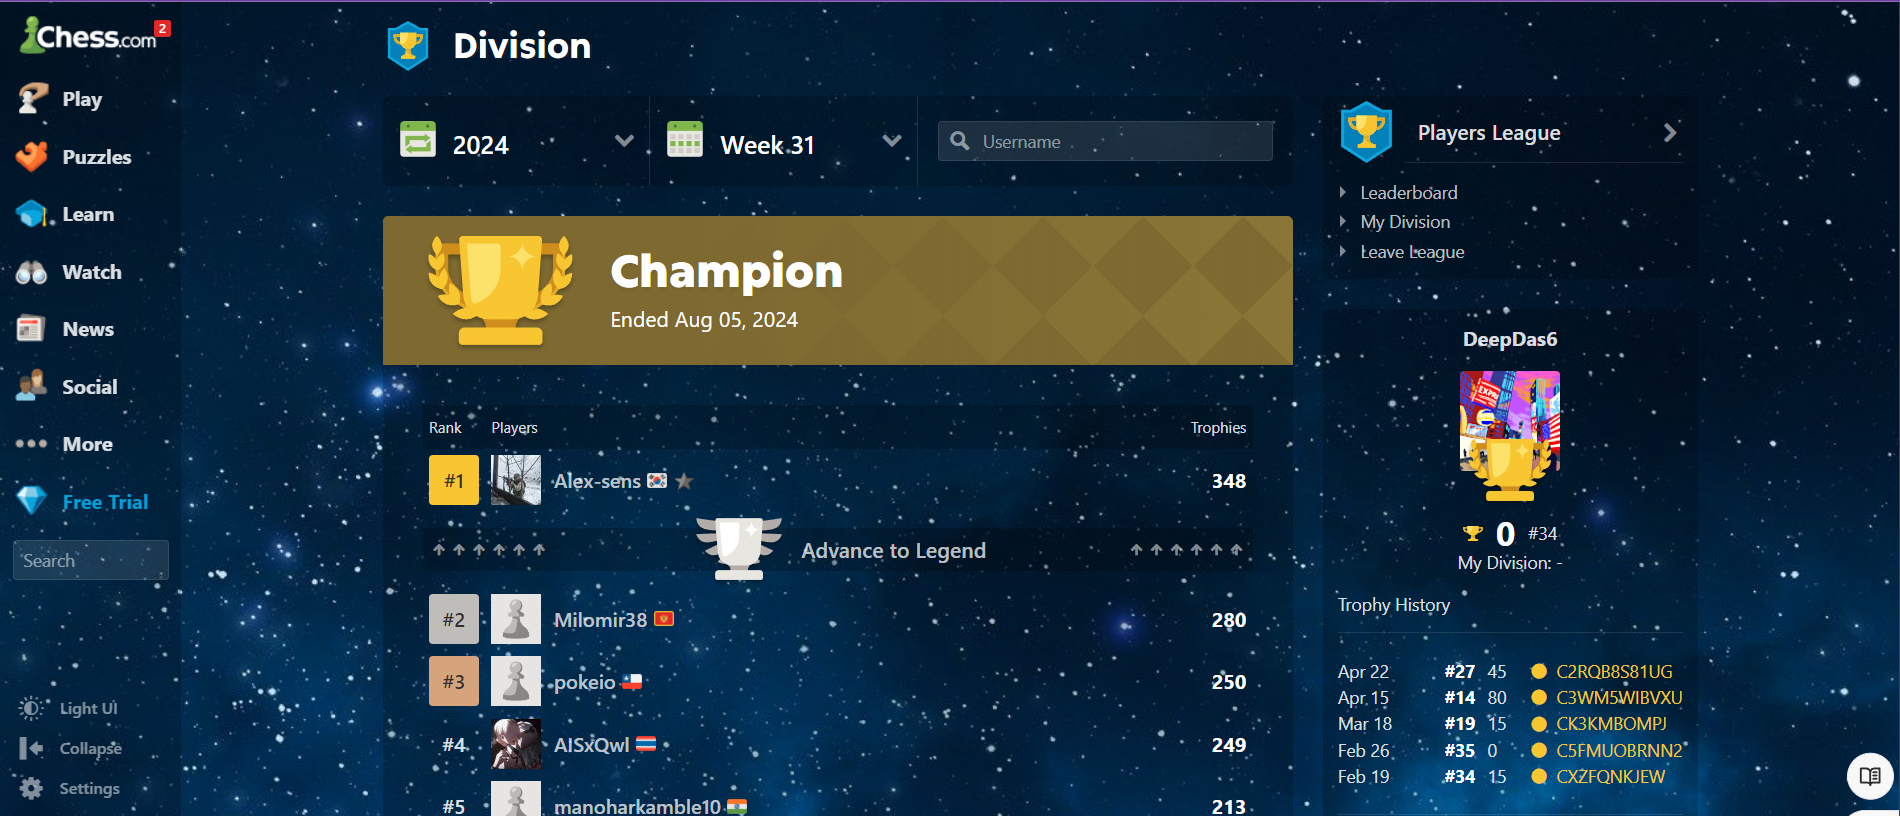 Chess.com 2
Play
Puzzles
Learn
Watch
News
Social
More
Free Trial
Search
Light UI
Collapse
Settings
Division
2024
Week 31
Username
Champion
Ended Aug 05, 2024
Rank Players Trophies
#1 Alex-sens 348
Advance to Legend
#2 Milomir38 280
#3 pokeio 250
#4 AISxQwl 249
#5 manoharkamble10 213
Players League
Leaderboard
My Division
Leave League
DeepDas6
0 #34
My Division: -
Trophy History
Apr 22 #27 45 C2RQB8S81UG
Apr 15 #14 80 C3WM5WIBVXU
Mar 18 #19 15 CK3KMBOMPJ
Feb 26 #35 0 C5FMUOBRNN2
Feb 19 #34 15 CXZFQNKJEW